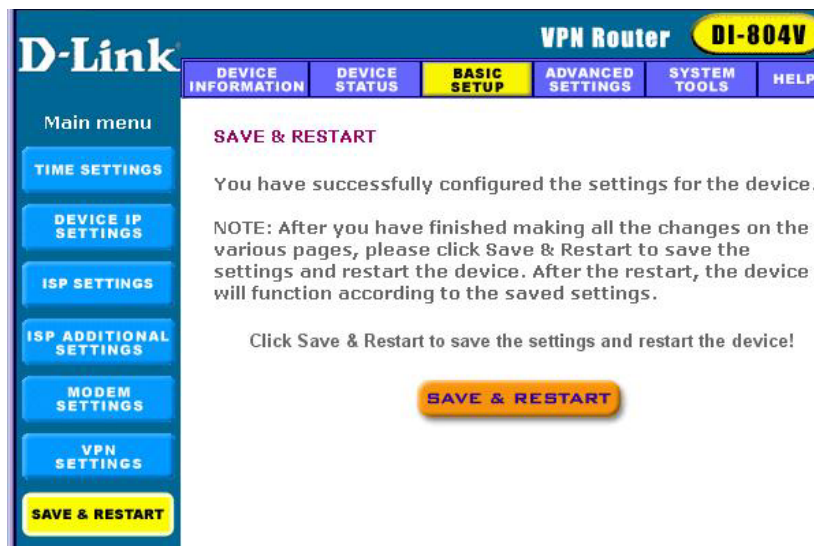 D-Link
VPN Router
DI-804V
DEVICE INFORMATION
DEVICE STATUS
BASIC SETUP
ADVANCED SETTINGS
SYSTEM TOOLS
HELP
Main menu
TIME SETTINGS
DEVICE IP SETTINGS
ISP SETTINGS
ISP ADDITIONAL SETTINGS
MODEM SETTINGS
VPN SETTINGS
SAVE & RESTART
SAVE & RESTART
You have successfully configured the settings for the device.
NOTE: After you have finished making all the changes on the
various pages, please click Save & Restart to save the
settings and restart the device. After the restart, the device
will function according to the saved settings.
Click Save & Restart to save the settings and restart the device!
SAVE & RESTART